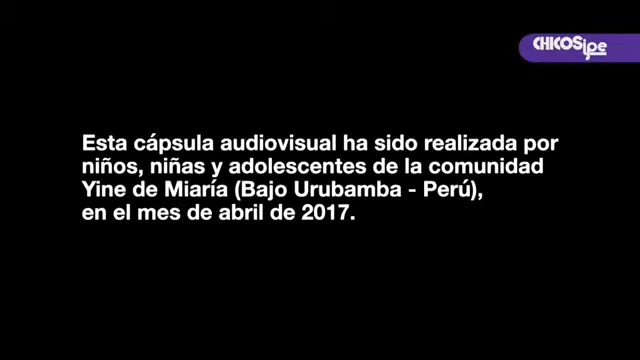 CHICOS ipe
Esta cápsula audiovisual ha sido realizada por
niños, niñas y adolescentes de la comunidad
Yine de Miaría (Bajo Urubamba - Perú),
en el mes de abril de 2017.